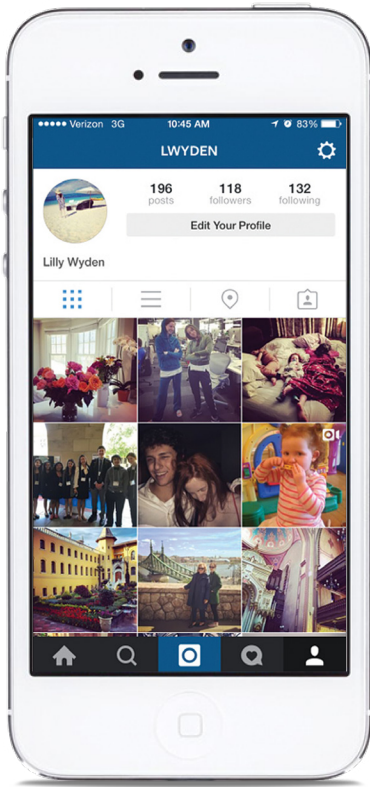 Verizon 3G 10:45 AM 83%
LWYDEN
196 118 132
posts followers following
Edit Your Profile
Lilly Wyden